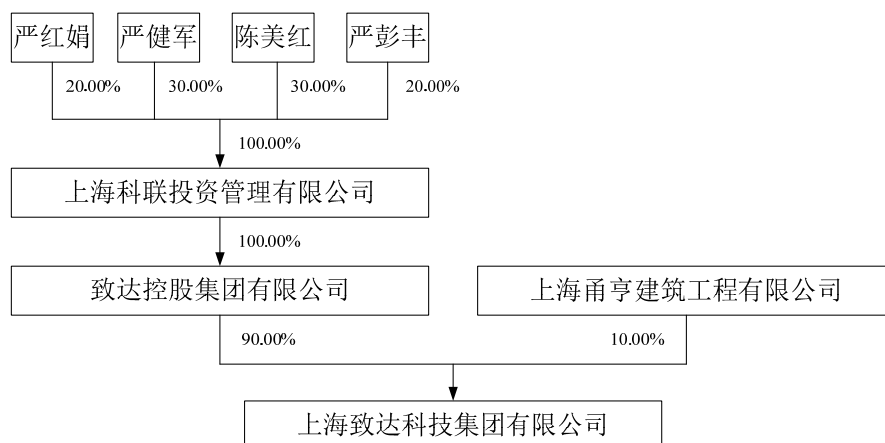 严红娟 严健军 陈美红 严彭丰
20.00% 30.00% 30.00% 20.00%
100.00%
上海科联投资管理有限公司
100.00%
致达控股集团有限公司 上海甬亨建筑工程有限公司
90.00% 10.00%
上海致达科技集团有限公司